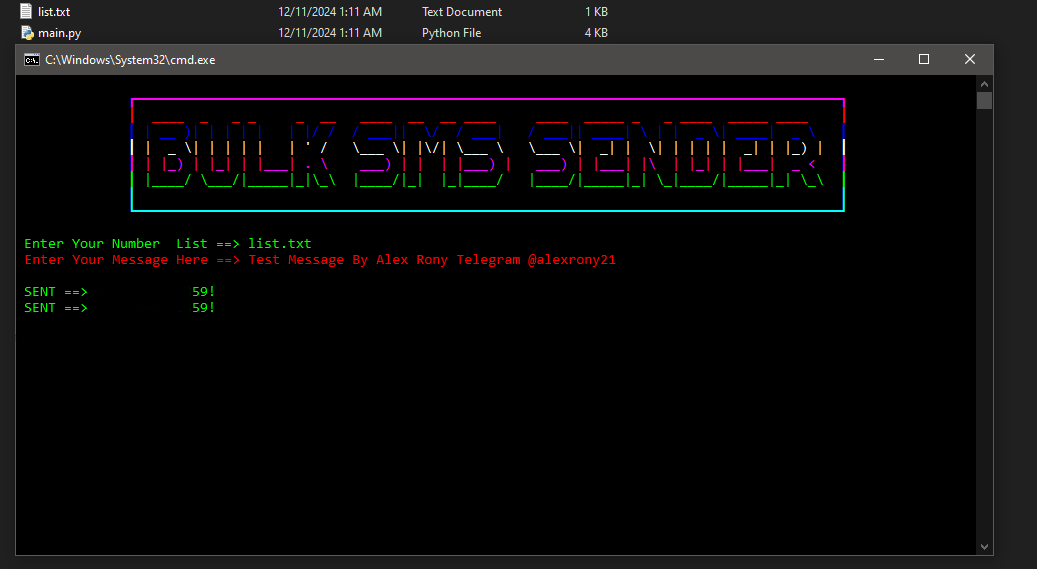 list.txt 12/11/2024 1:11 AM Text Document 1 KB
main.py 12/11/2024 1:11 AM Python File 4 KB
C:\Windows\System32\cmd.exe
BULK SMS SENDER
Enter Your Number  List ==> list.txt
Enter Your Message Here ==> Test Message By Alex Rony Telegram @alexrony21
SENT ==> 59!
SENT ==> 59!